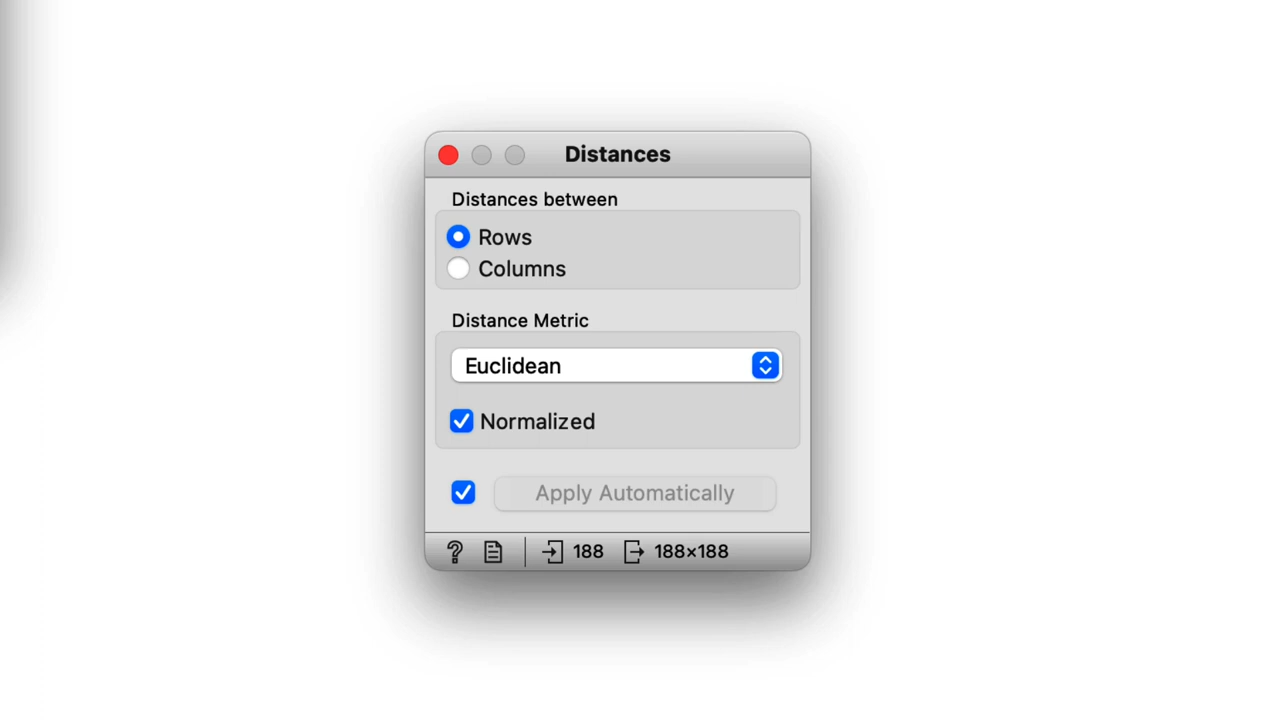 Distances
Distances between
Rows
Columns
Distance Metric
Euclidean
Normalized
Apply Automatically
? 188 188×188